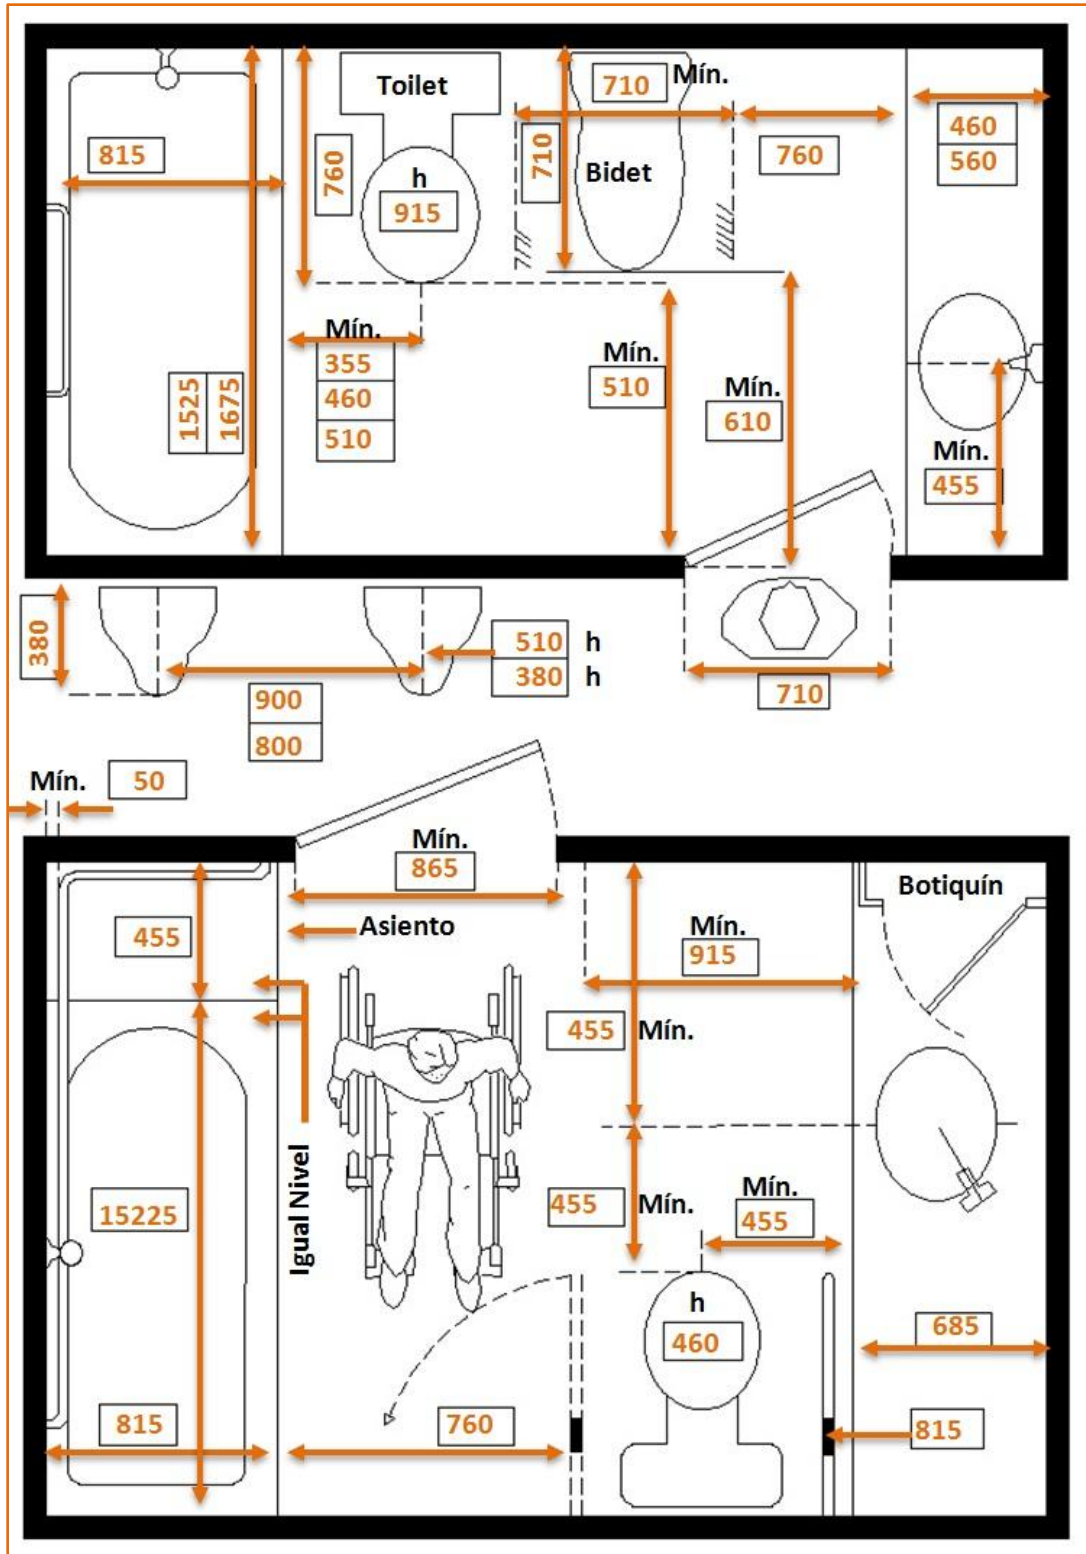 Toilet
710
Mín.
460
560
815
760
710
760
Bidet
h
915
Mín.
355
460
510
Mín.
510
Mín.
610
1525
1675
Mín.
455
380
510 h
380 h
900
800
710
Mín.
50
Mín.
865
Botiquín
455
Asiento
Mín.
915
455 Mín.
Igual Nivel
15225
455 Mín.
Mín.
455
h
460
685
815
760
815